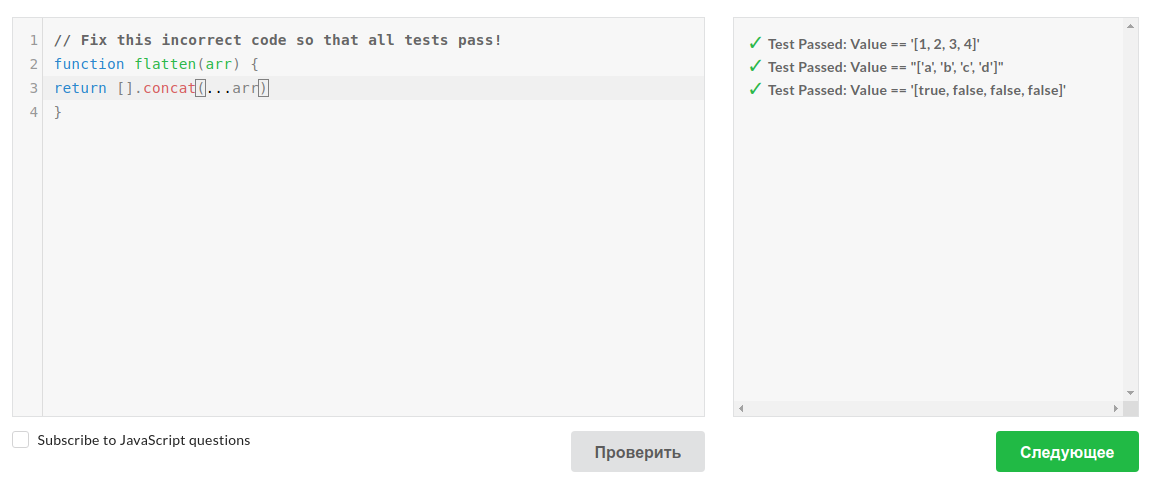 1 // Fix this incorrect code so that all tests pass!
2 function flatten(arr) {
3 return [].concat(...arr)
4 }
✓ Test Passed: Value == '[1, 2, 3, 4]'
✓ Test Passed: Value == "['a', 'b', 'c', 'd']"
✓ Test Passed: Value == '[true, false, false, false]'
Subscribe to JavaScript questions
Проверить
Следующее